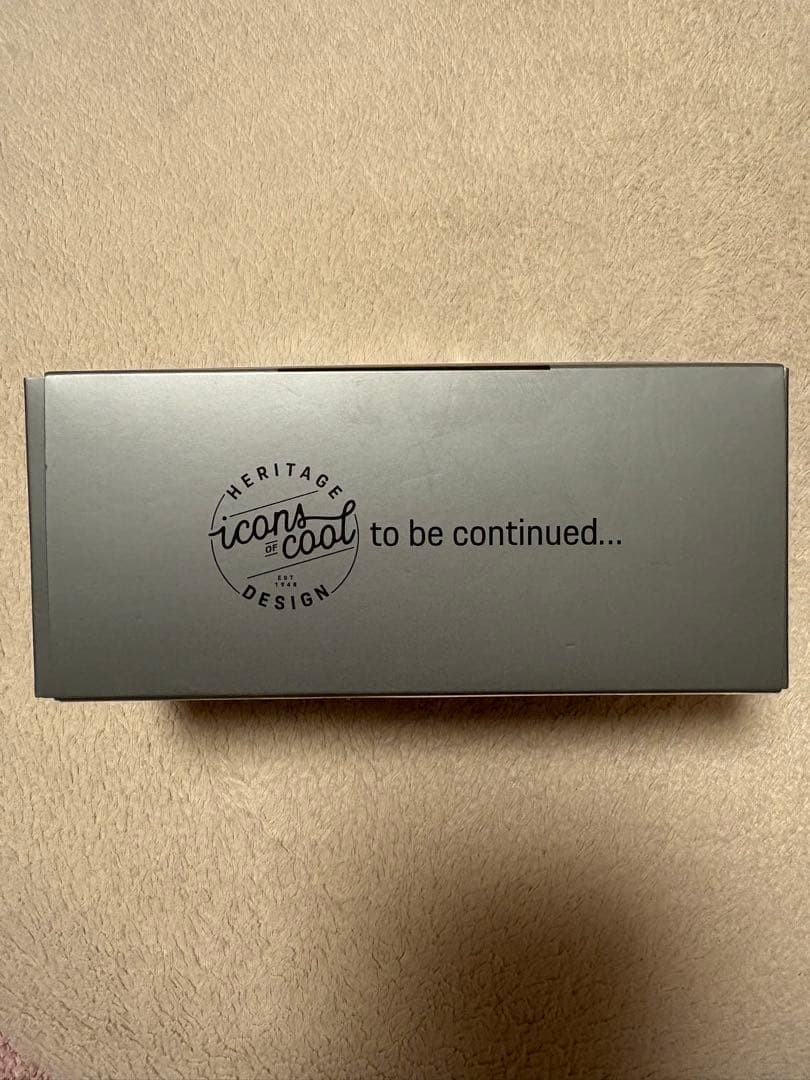 HERITAGE
icons
OF
cool
EST
1948
DESIGN
to be continued...